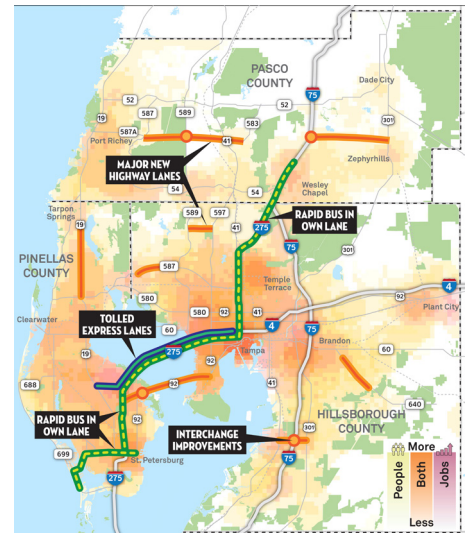 PASCO
COUNTY
Dade City
75
52
52
587
589
19
587A
583
301
41
Port Richey
Zephyrhills
MAJOR NEW
HIGHWAY LANES
Wesley
Chapel
54
54
Tarpon
Springs
589
597
41
RAPID BUS IN
OWN LANE
19
275
75
301
PINELLAS
COUNTY
587
Temple
Terrace
4
580
580
92
41
92
Plant City
Clearwater
TOLLED
EXPRESS LANES
60
4
75
Brandon
275
92
Tampa
60
19
41
688
92
640
RAPID BUS IN
OWN LANE
92
HILLSBOROUGH
COUNTY
INTERCHANGE
IMPROVEMENTS
301
699
St. Petersburg
75
275
More
People
Both
Jobs
Less